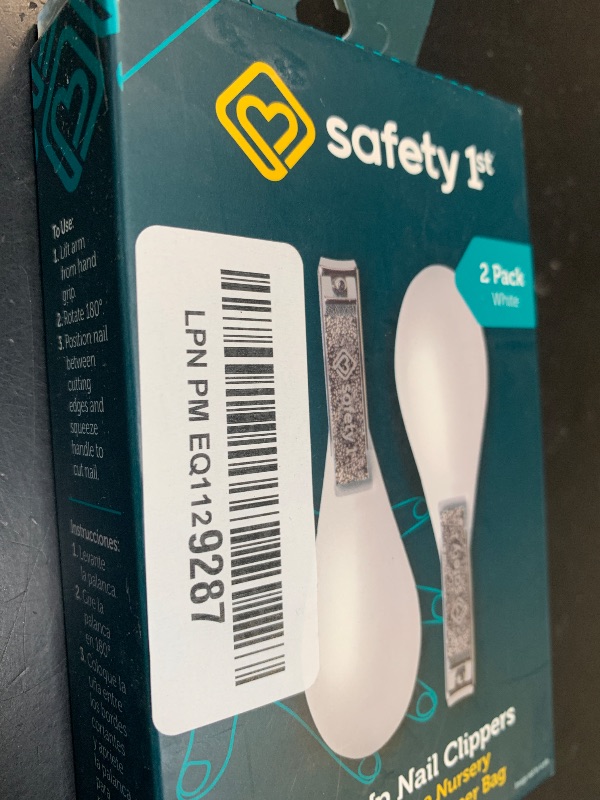 safety 1st
2 Pack
White
To Use:
1. Lift arm
from hand
grip.
2. Rotate 180°
3. Position nail
between
cutting
edges and
squeeze
handle to
cut nail.
Instrucciones:
1. Levante
la palanca
2. Gire la
palanca
en 180°
3. Coloque la
uña entre
los bordes
cortantes
y apriete
la palanca
para
LPN PM EQ1129287
safety
Nail Clippers
Nursery
Bag